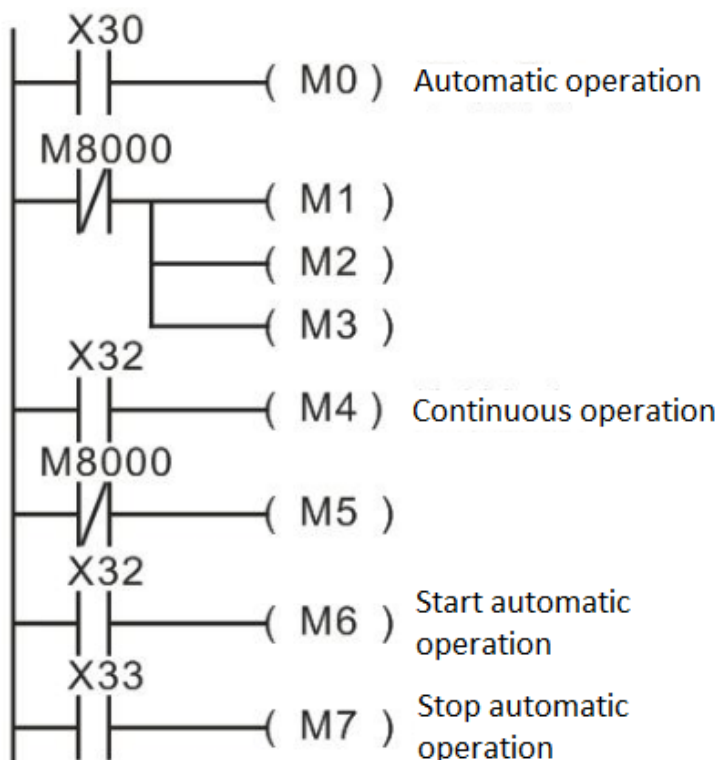 X30
( M0 ) Automatic operation
M8000
( M1 )
( M2 )
( M3 )
X32
( M4 ) Continuous operation
M8000
( M5 )
X32
( M6 ) Start automatic
operation
X33
( M7 ) Stop automatic
operation